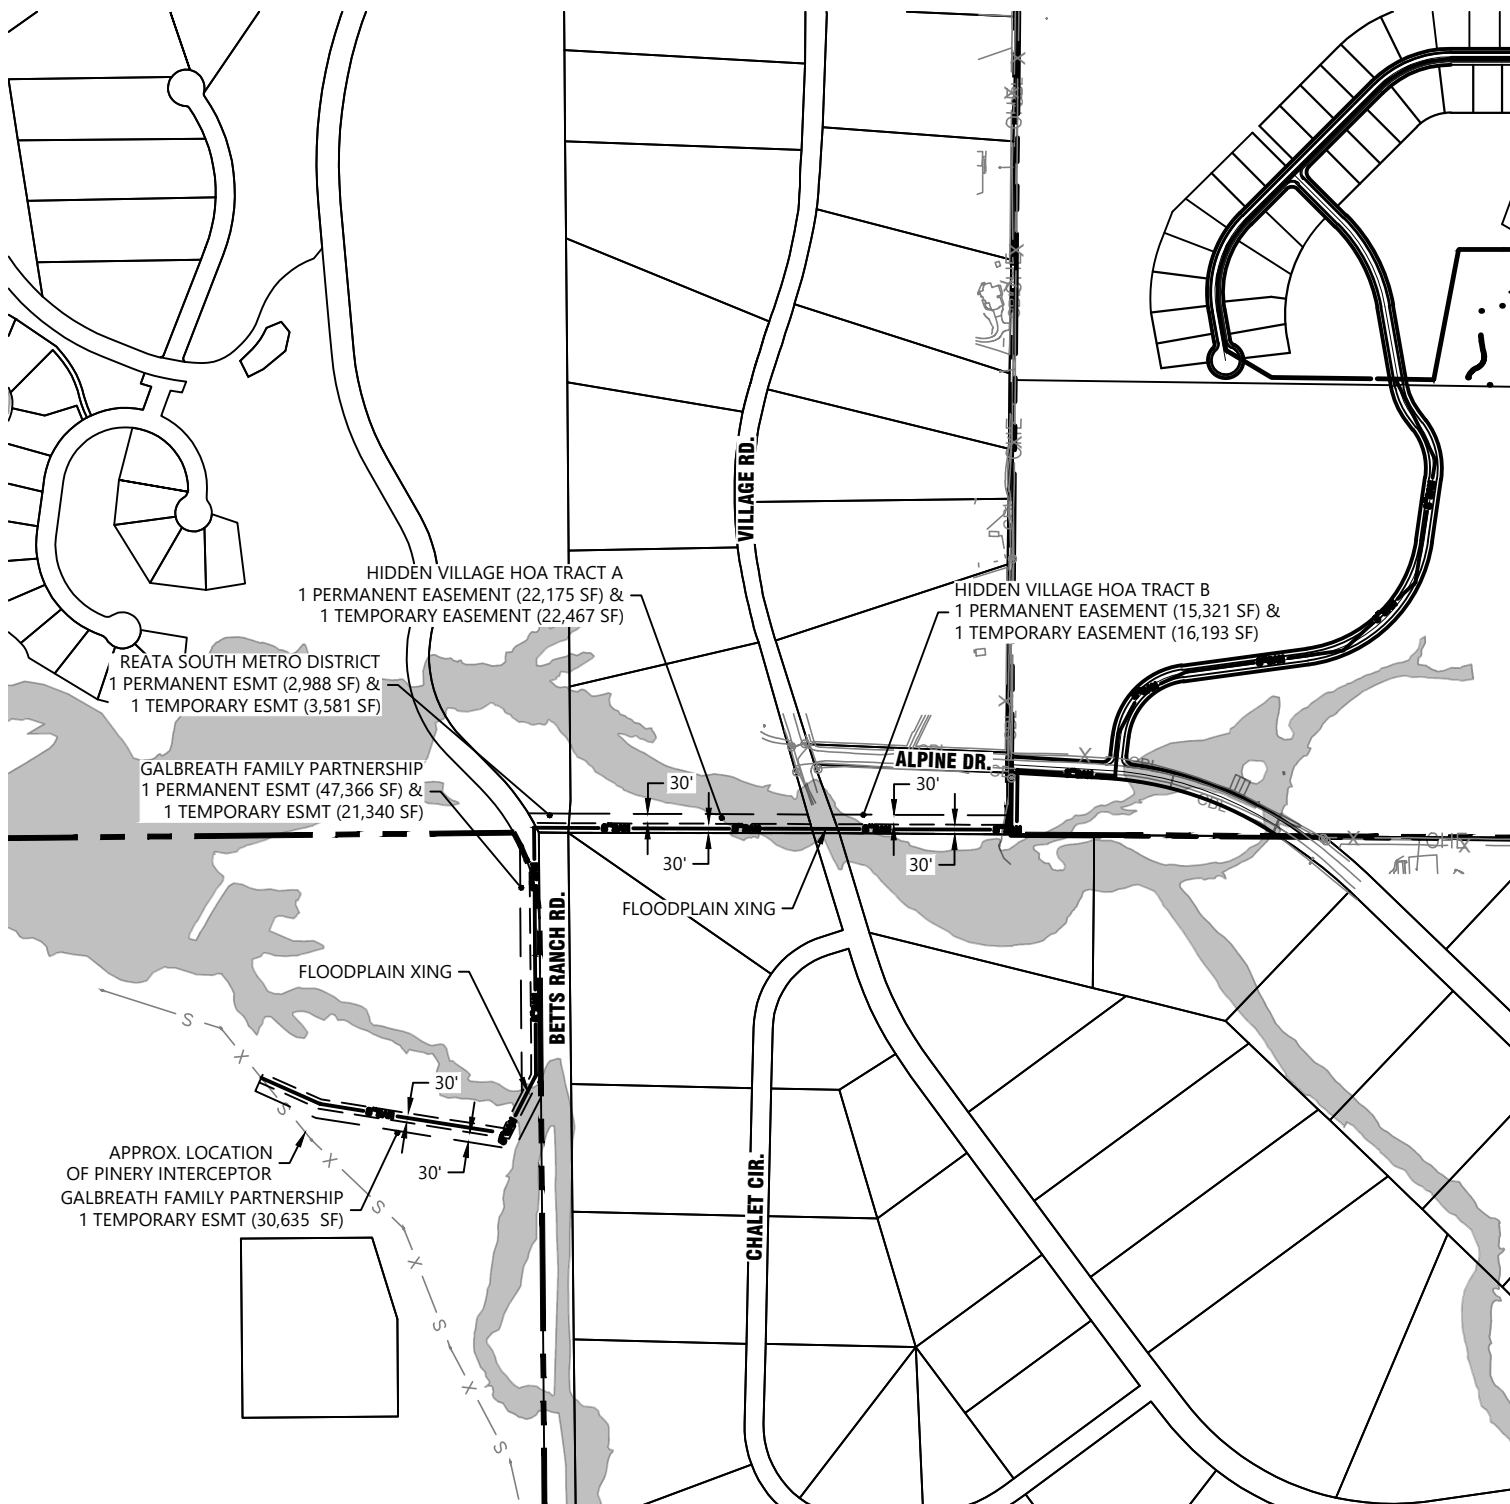 VILLAGE RD.
HIDDEN VILLAGE HOA TRACT A
1 PERMANENT EASEMENT (22,175 SF) &
1 TEMPORARY EASEMENT (22,467 SF)
HIDDEN VILLAGE HOA TRACT B
1 PERMANENT EASEMENT (15,321 SF) &
1 TEMPORARY EASEMENT (16,193 SF)
REATA SOUTH METRO DISTRICT
1 PERMANENT ESMT (2,988 SF) &
1 TEMPORARY ESMT (3,581 SF)
ALPINE DR.
GALBREATH FAMILY PARTNERSHIP
1 PERMANENT ESMT (47,366 SF) &
1 TEMPORARY ESMT (21,340 SF)
30'
30'
30'
30'
FLOODPLAIN XING
BETTS RANCH RD.
FLOODPLAIN XING
S
X
30'
S
X
30'
APPROX. LOCATION
OF PINERY INTERCEPTOR
GALBREATH FAMILY PARTNERSHIP
1 TEMPORARY ESMT (30,635 SF)
CHALET CIR.
S
X
S
X
S